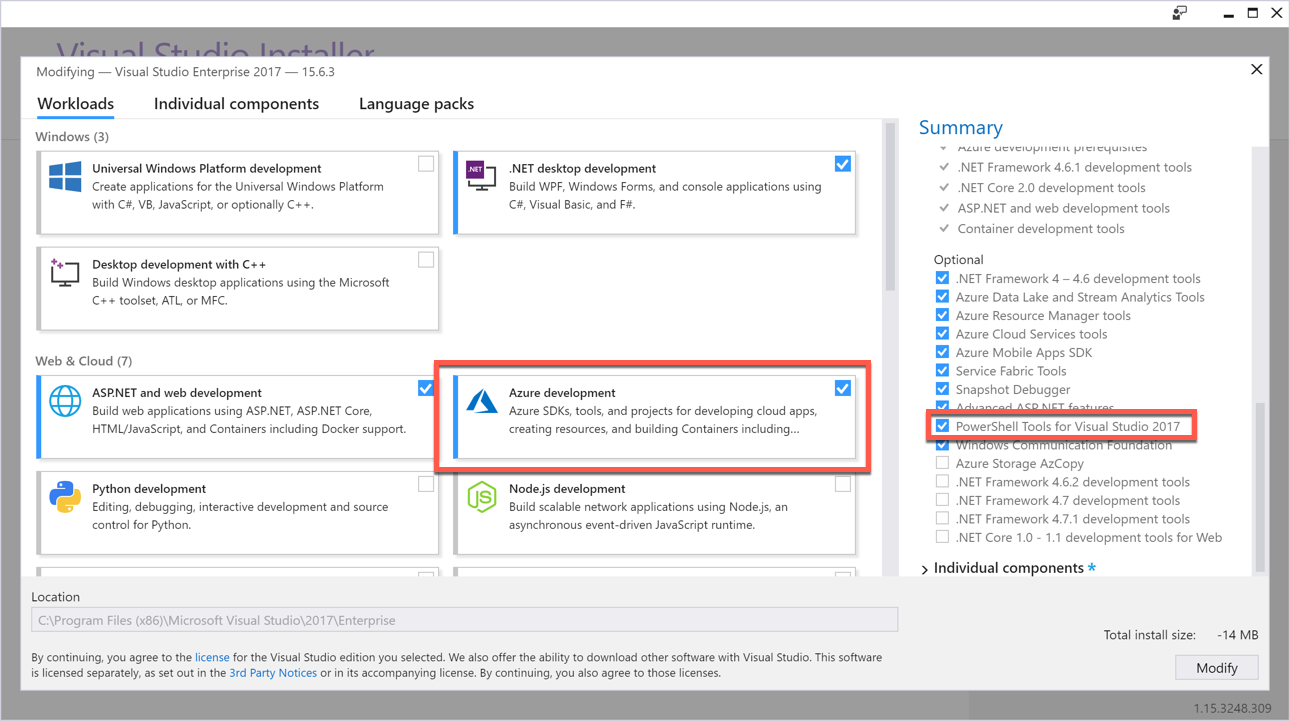 Visual Studio Installer
Modifying — Visual Studio Enterprise 2017 — 15.6.3
Workloads
Individual components
Language packs
Windows (3)
Universal Windows Platform development
Create applications for the Universal Windows Platform
with C#, VB, JavaScript, or optionally C++.
.NET
.NET desktop development
Build WPF, Windows Forms, and console applications using
C#, Visual Basic, and F#.
Desktop development with C++
Build Windows desktop applications using the Microsoft
C++ toolset, ATL, or MFC.
Web & Cloud (7)
ASP.NET and web development
Build web applications using ASP.NET, ASP.NET Core,
HTML/JavaScript, and Containers including Docker support.
Azure development
Azure SDKs, tools, and projects for developing cloud apps,
creating resources, and building Containers including...
Python development
Editing, debugging, interactive development and source
control for Python.
JS
Node.js development
Build scalable network applications using Node.js, an
asynchronous event-driven JavaScript runtime.
Summary
Azure development prerequisites
.NET Framework 4.6.1 development tools
.NET Core 2.0 development tools
ASP.NET and web development tools
Container development tools
Optional
.NET Framework 4 – 4.6 development tools
Azure Data Lake and Stream Analytics Tools
Azure Resource Manager tools
Azure Cloud Services tools
Azure Mobile Apps SDK
Service Fabric Tools
Snapshot Debugger
Advanced ASP.NET features
PowerShell Tools for Visual Studio 2017
Windows Communication Foundation
Azure Storage AzCopy
.NET Framework 4.6.2 development tools
.NET Framework 4.7 development tools
.NET Framework 4.7.1 development tools
.NET Core 1.0 - 1.1 development tools for Web
Individual components *
Location
C:\Program Files (x86)\Microsoft Visual Studio\2017\Enterprise
By continuing, you agree to the license for the Visual Studio edition you selected. We also offer the ability to download other software with Visual Studio. This software
is licensed separately, as set out in the 3rd Party Notices or in its accompanying license. By continuing, you also agree to those licenses.
Total install size: -14 MB
Modify
1.15.3248.309